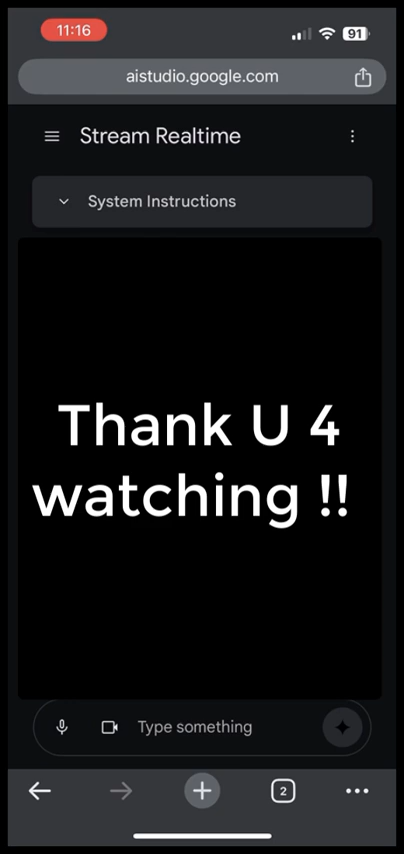 11:16
91
aistudio.google.com
Stream Realtime
System Instructions
Thank U 4
watching !!
Type something
2